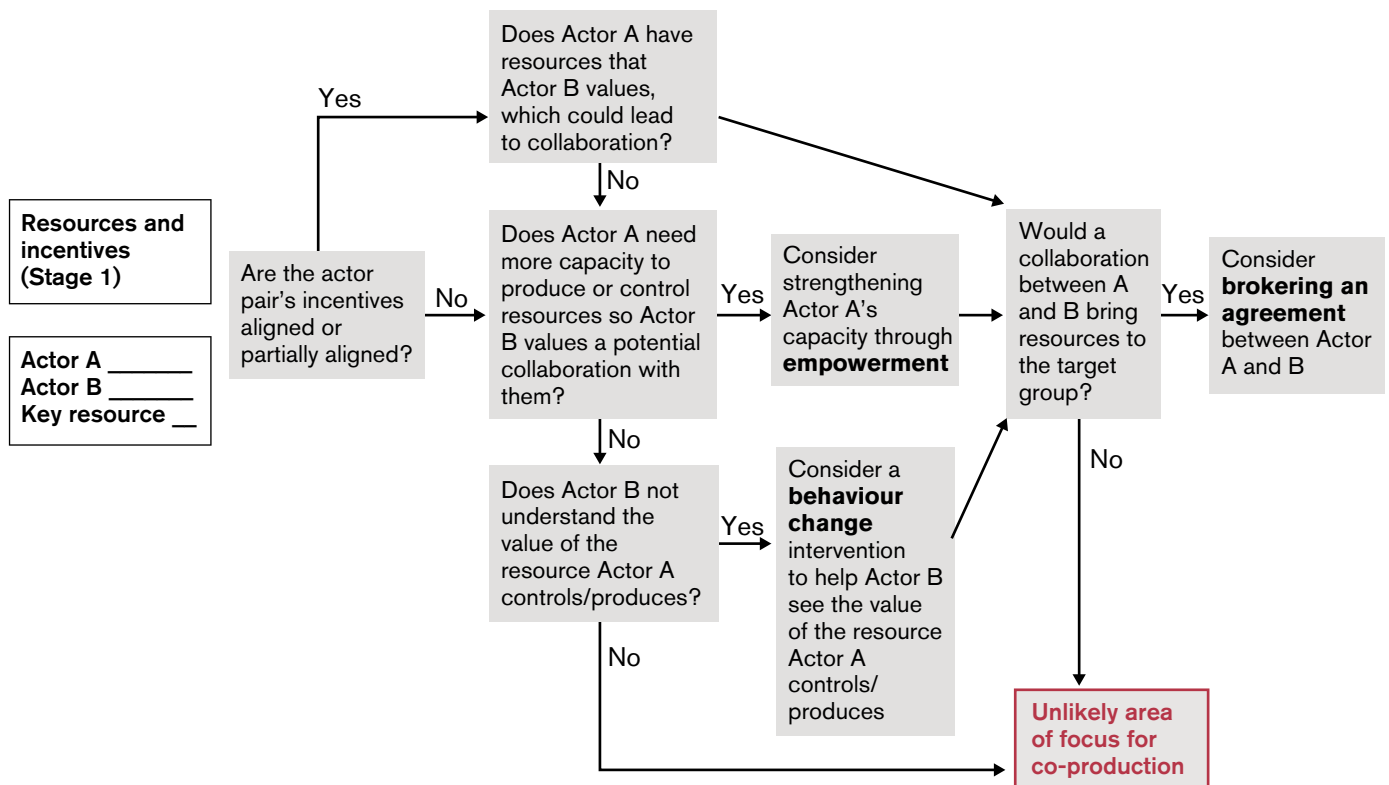 Resources and
incentives
(Stage 1)
Actor A _______
Actor B _______
Key resource __
Are the actor
pair's incentives
aligned or
partially aligned?
Yes
No
Does Actor A have
resources that
Actor B values,
which could lead
to collaboration?
No
Does Actor A need
more capacity to
produce or control
resources so Actor
B values a potential
collaboration with
them?
Yes
No
Consider
strengthening
Actor A's
capacity through
empowerment
Does Actor B not
understand the
value of the
resource Actor A
controls/produces?
Yes
No
Consider a
behaviour
change
intervention
to help Actor B
see the value
of the resource
Actor A
controls/
produces
Would a
collaboration
between A
and B bring
resources to
the target
group?
Yes
No
Consider
brokering an
agreement
between Actor
A and B
Unlikely area
of focus for
co-production